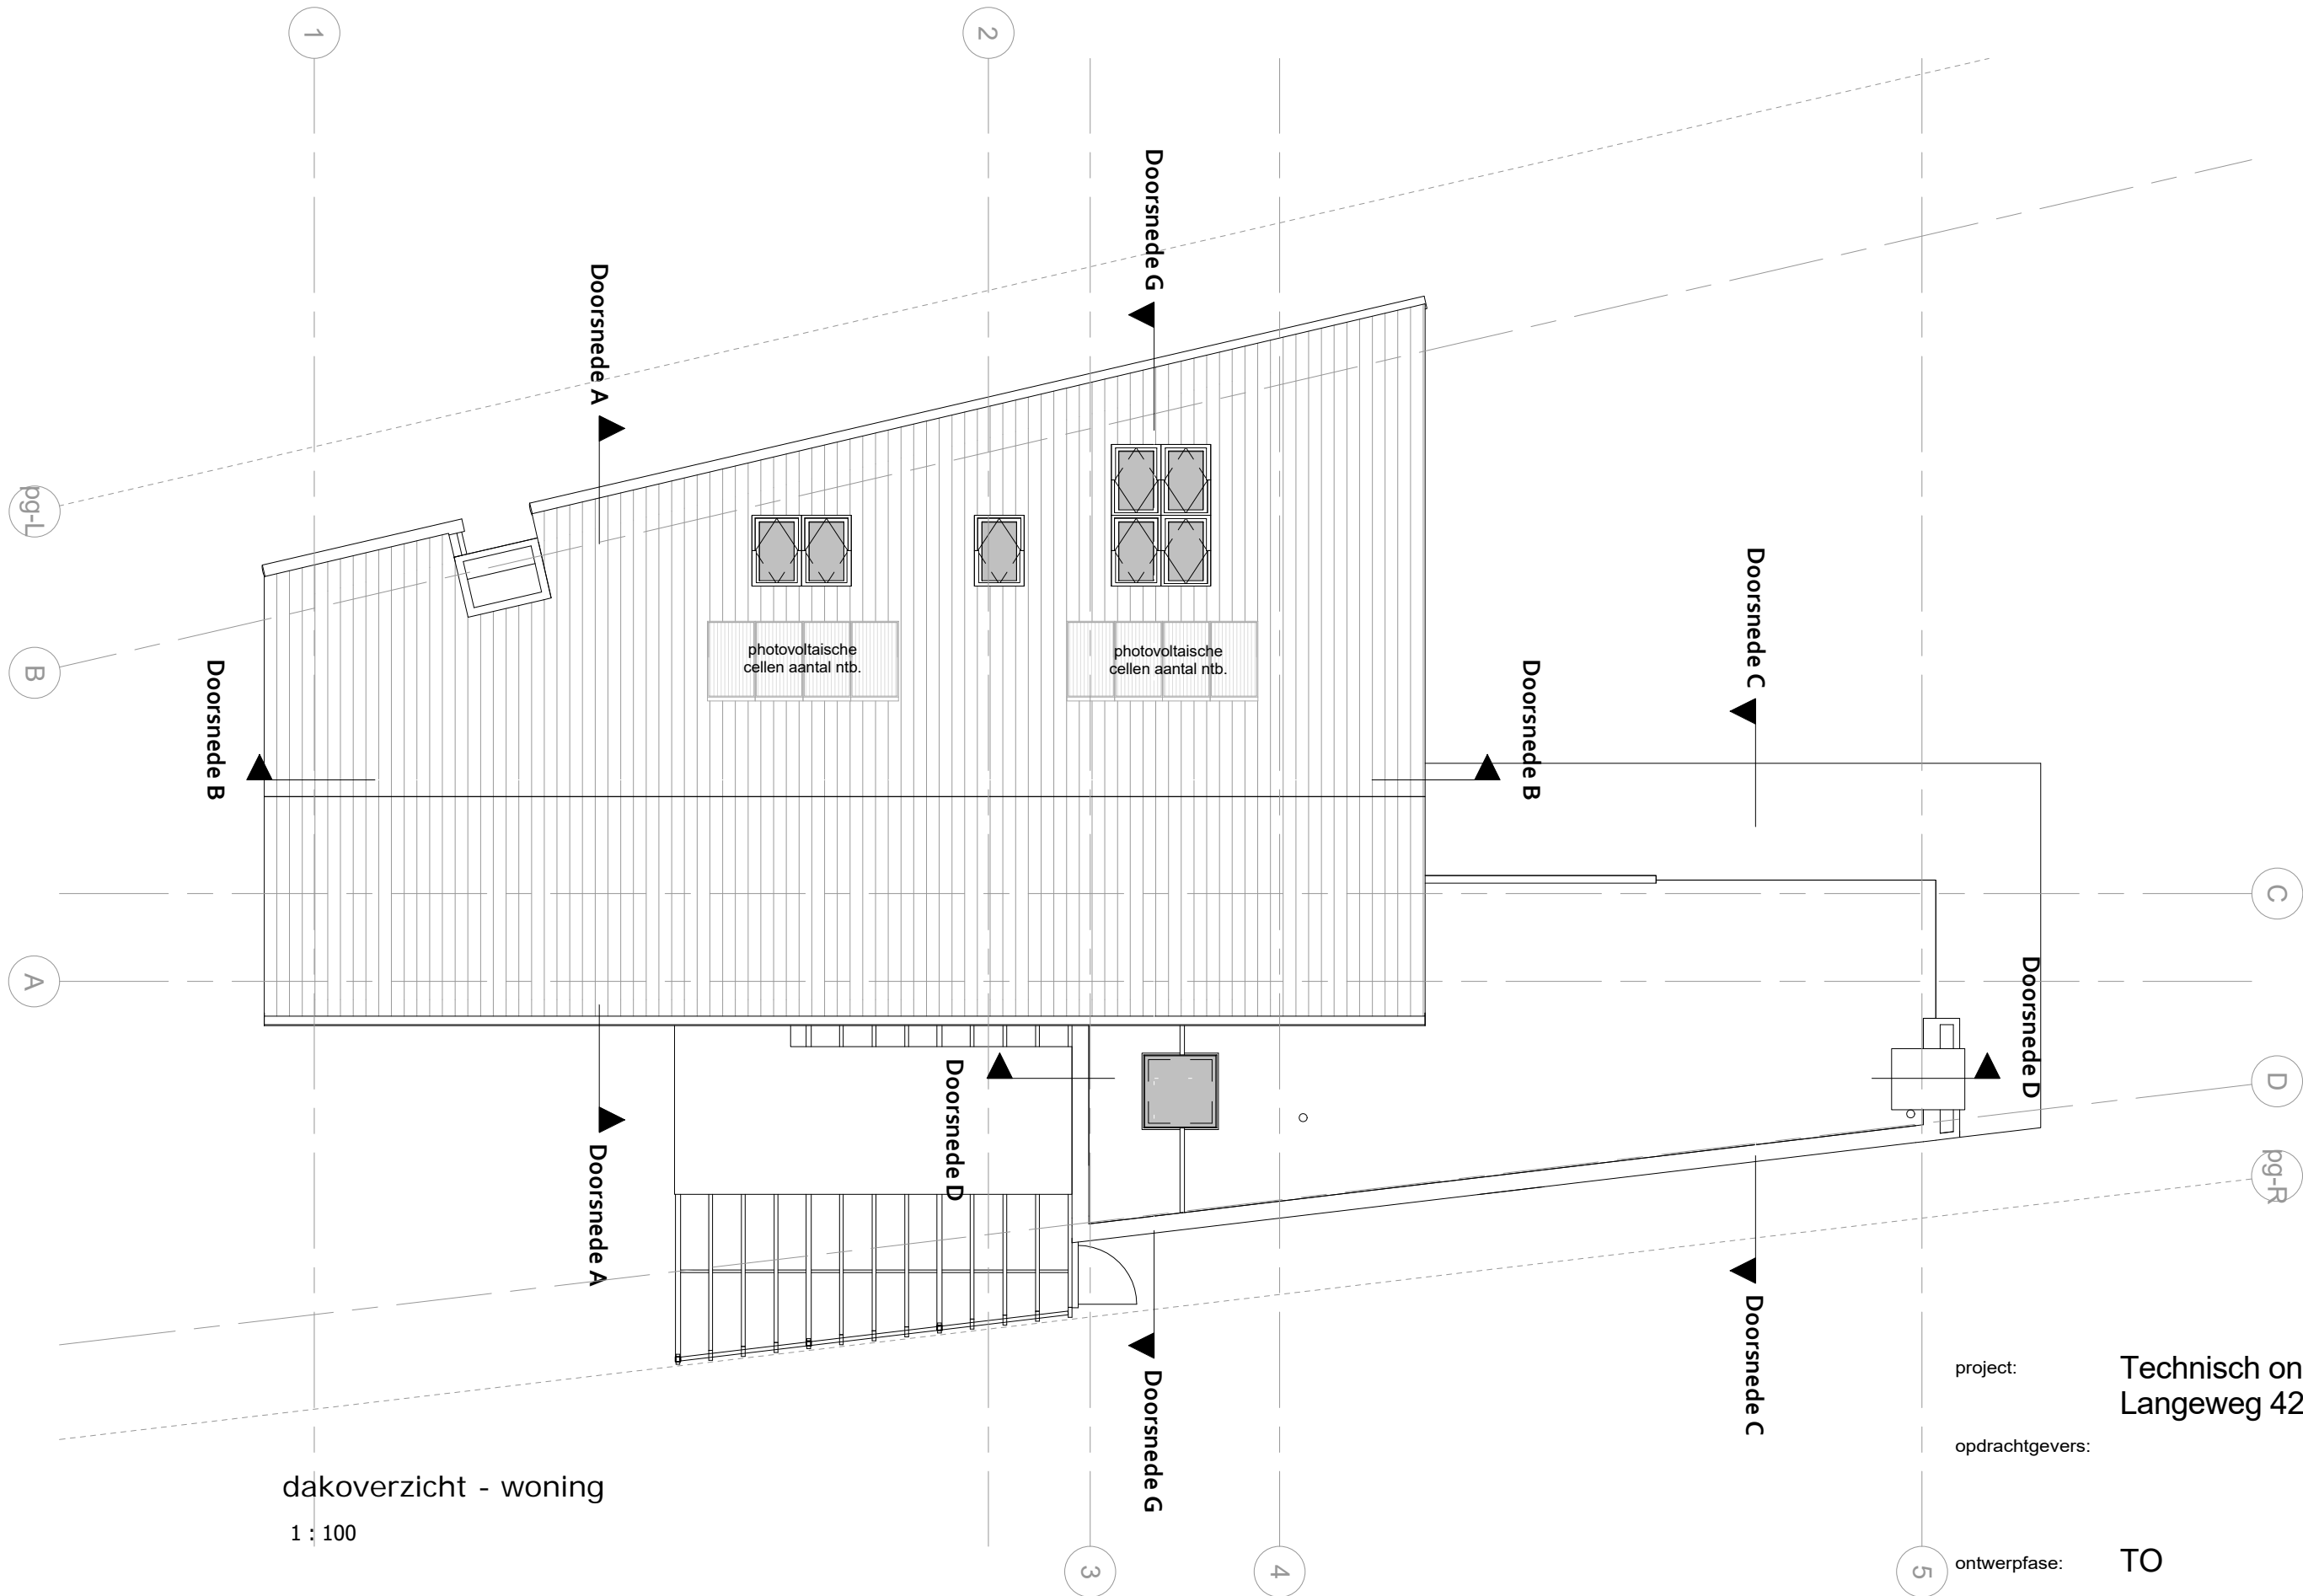 1
2
Doorsnede G
Doorsnede A
pg-L
B
Doorsnede C
photovoltaische
cellen aantal ntb.
photovoltaische
cellen aantal ntb.
Doorsnede B
Doorsnede B
C
A
Doorsnede D
Doorsnede D
D
pg-R
Doorsnede A
Doorsnede C
Doorsnede G
project:
Technisch on
Langeweg 42
opdrachtgevers:
dakoverzicht - woning
1 : 100
ontwerpfase:
TO
3
4
5